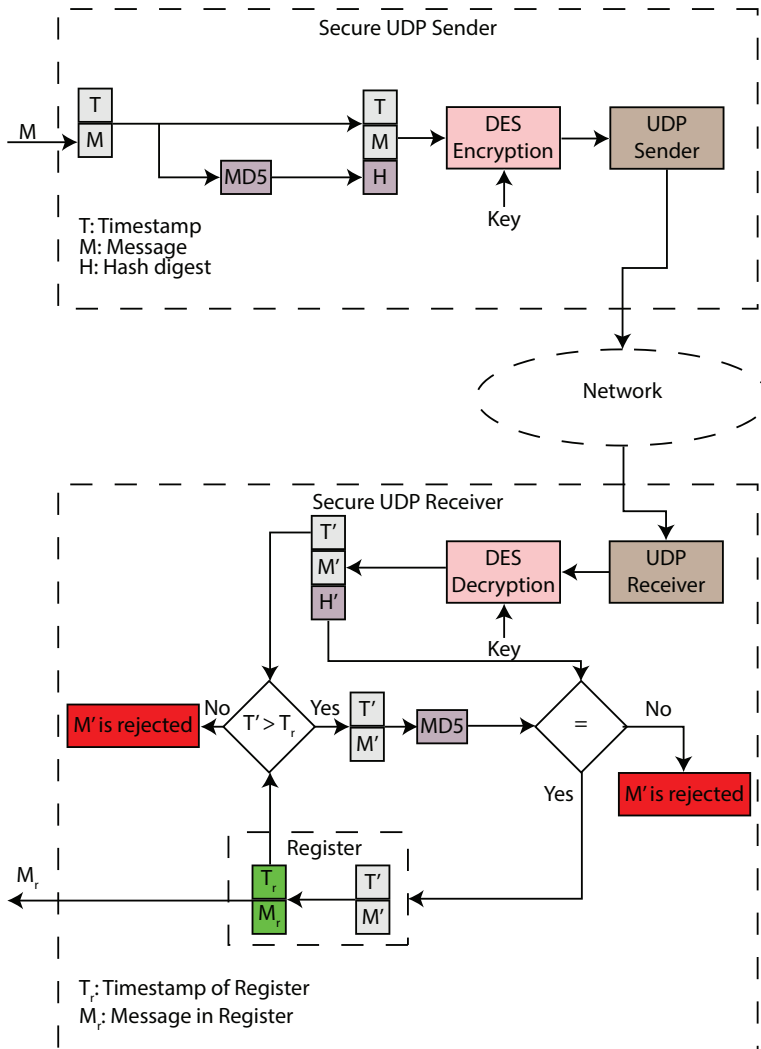 Secure UDP Sender
M
T
M
MD5
T
M
H
DES
Encryption
Key
UDP
Sender
T: Timestamp
M: Message
H: Hash digest
Network
Secure UDP Receiver
T'
M'
H'
DES
Decryption
Key
UDP
Receiver
M' is rejected
No
T' > Tᵣ
Yes
T'
M'
MD5
=
No
M' is rejected
Yes
Register
Tᵣ
Mᵣ
T'
M'
Mᵣ
Tᵣ: Timestamp of Register
Mᵣ: Message in Register